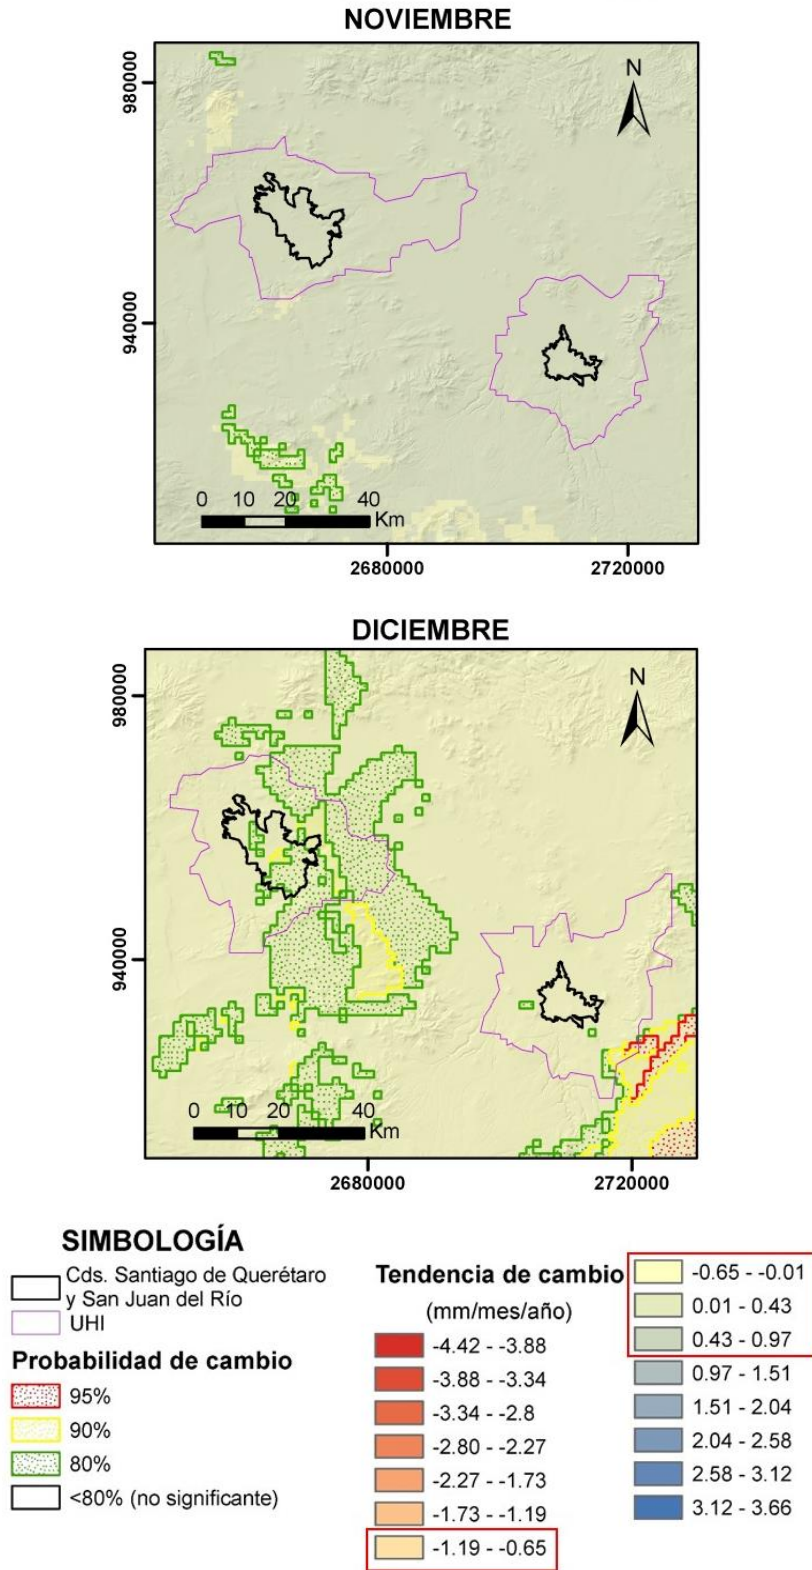 NOVIEMBRE
N
980000
940000
0 10 20 40
Km
2680000 2720000
DICIEMBRE
N
980000
940000
0 10 20 40
Km
2680000 2720000
SIMBOLOGÍA
Cds. Santiago de Querétaro
y San Juan del Río
UHI
Probabilidad de cambio
95%
90%
80%
<80% (no significante)
Tendencia de cambio
(mm/mes/año)
-4.42 - -3.88
-3.88 - -3.34
-3.34 - -2.8
-2.80 - -2.27
-2.27 - -1.73
-1.73 - -1.19
-1.19 - -0.65
-0.65 - -0.01
0.01 - 0.43
0.43 - 0.97
0.97 - 1.51
1.51 - 2.04
2.04 - 2.58
2.58 - 3.12
3.12 - 3.66